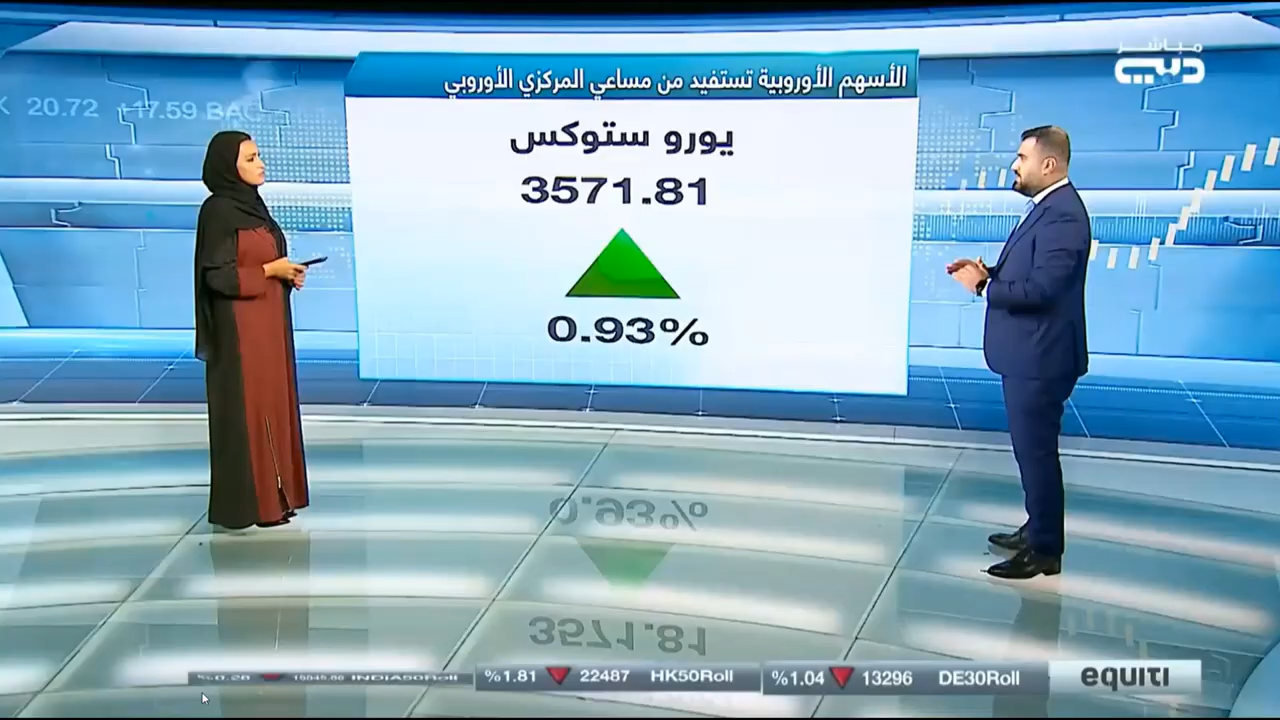 مباشر
دبي
20.72 +17.59 BAC
الأسهم الأوروبية تستفيد من مساعي المركزي الأوروبي
يورو ستوكس
3571.81
0.93%
%1.81 22487 HK50Roll
%1.04 13296 DE30Roll
equiti